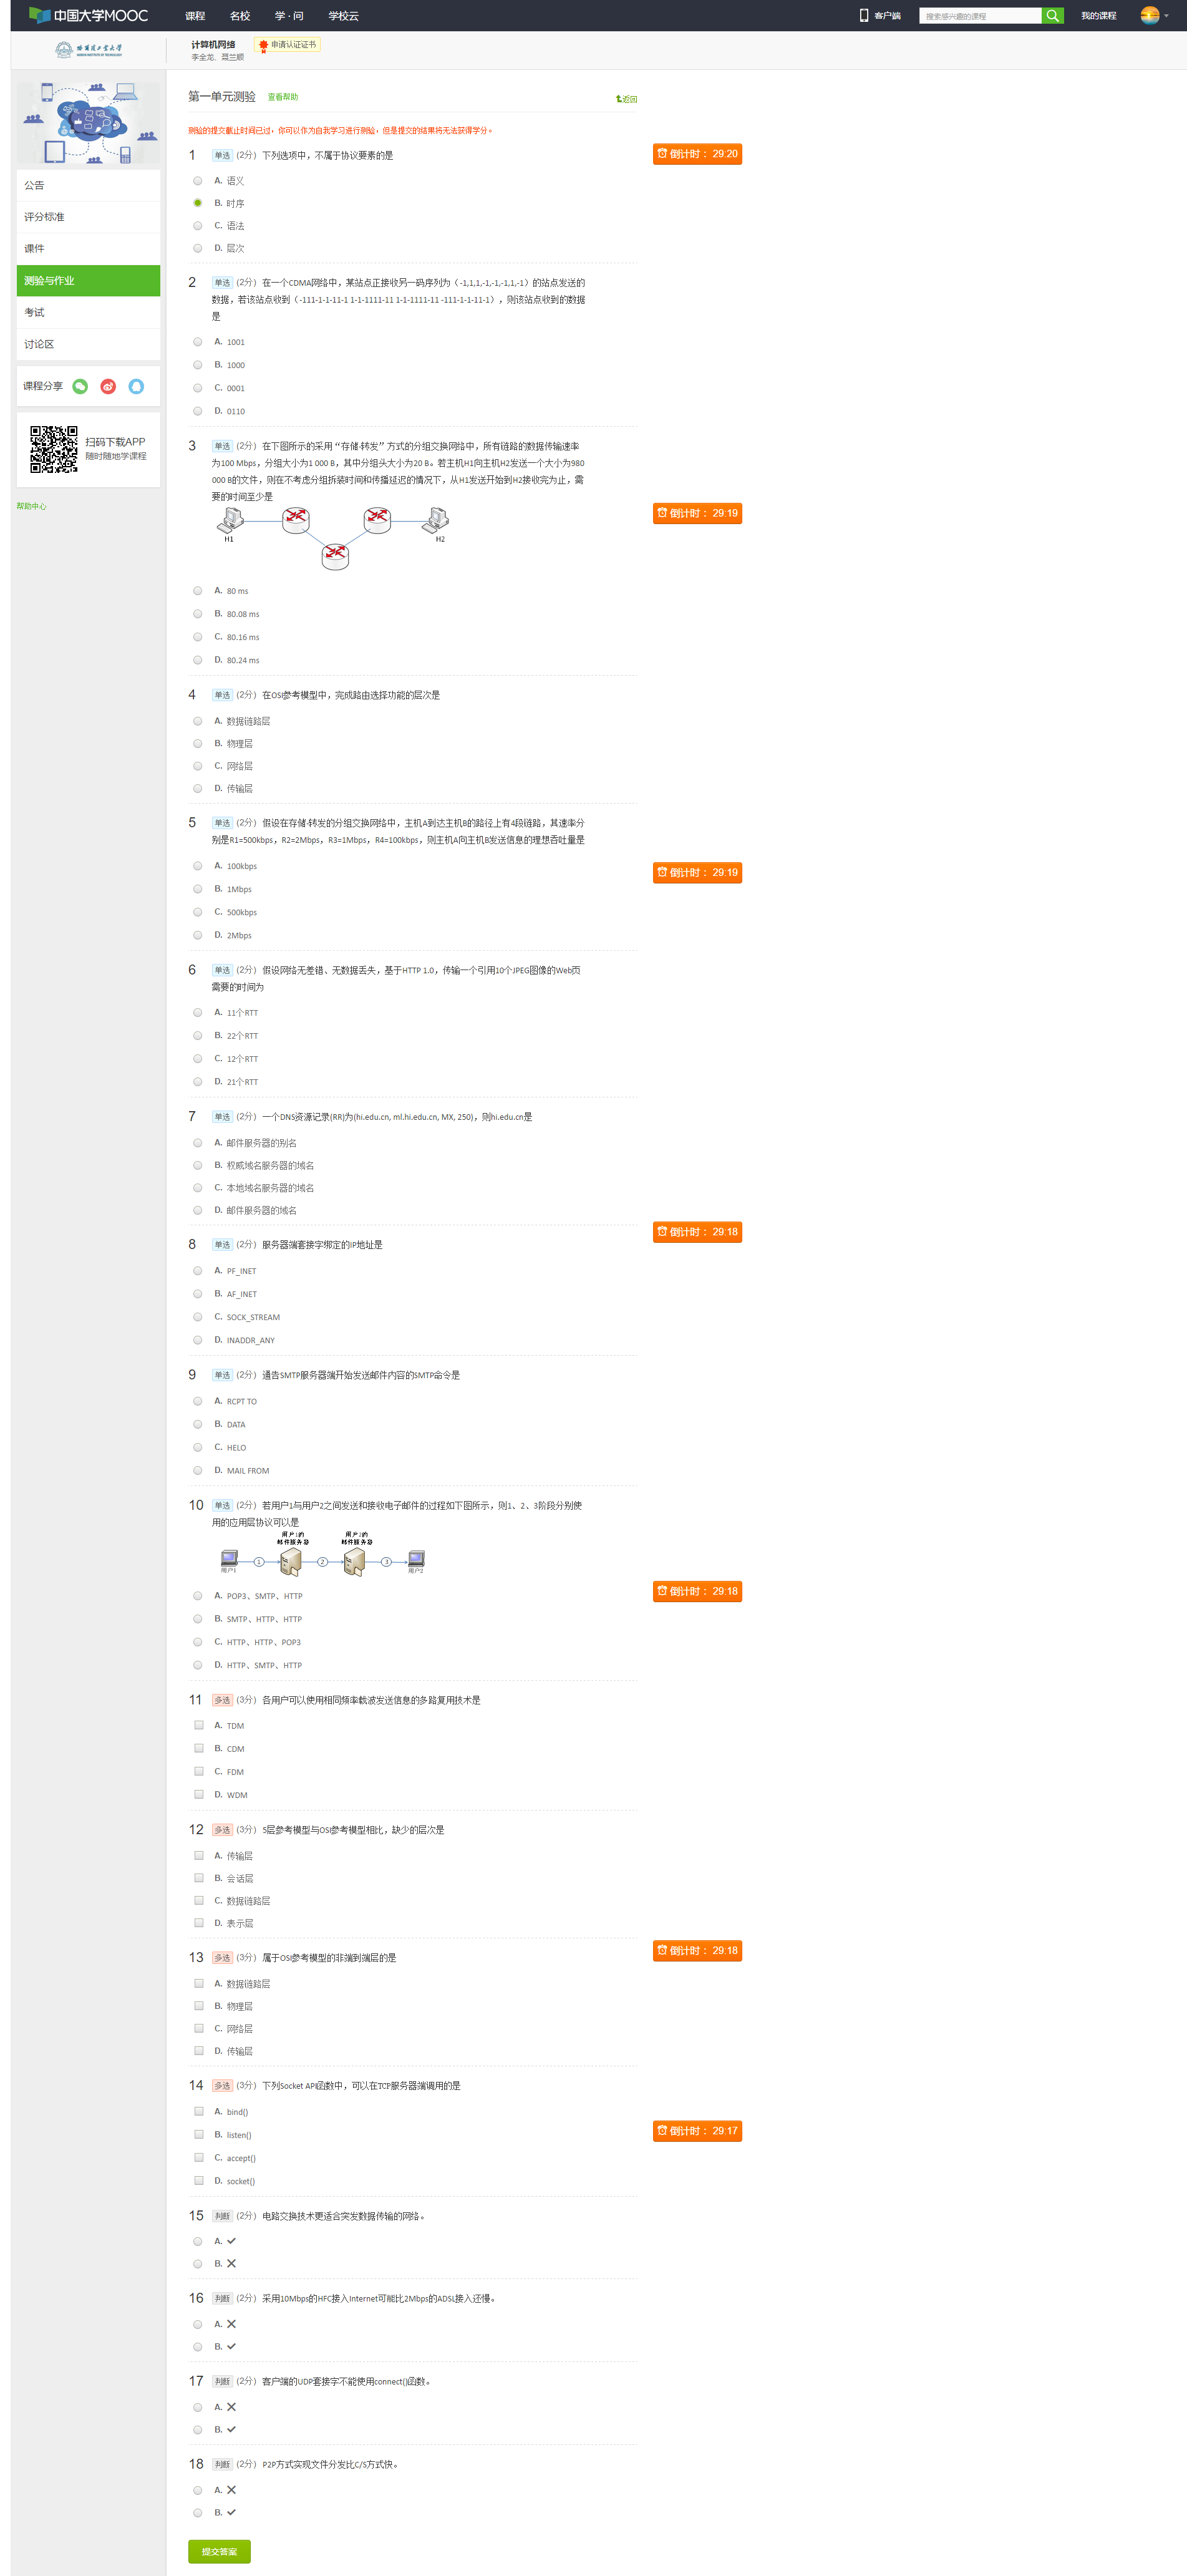 中国大学MOOC 课程 名校 学·问 学校云 客户端 搜索感兴趣的课程 我的课程
哈爾濱工業大學 计算机网络 申请认证证书
HARBIN INSTITUTE OF TECHNOLOGY 李全龙、聂兰顺
公告
评分标准
课件
测验与作业
考试
讨论区
课程分享
扫码下载APP
随时随地学课程
帮助中心
第一单元测验 查看帮助 返回
测验的提交截止时间已过，你可以作为自我学习进行测验，但是提交的结果将无法获得学分。
1 单选 (2分) 下列选项中，不属于协议要素的是
倒计时：29:20
A. 语义
B. 时序
C. 语法
D. 层次
2 单选 (2分) 在一个CDMA网络中，某站点正接收另一码序列为（-1,1,1,-1,-1,-1,1,-1）的站点发送的
数据，若该站点收到（-111-1-1-11-1 1-1-1111-11 1-1-1111-11 -111-1-1-11-1），则该站点收到的数据
是
A. 1001
B. 1000
C. 0001
D. 0110
3 单选 (2分) 在下图所示的采用“存储-转发”方式的分组交换网络中，所有链路的数据传输速率
为100 Mbps，分组大小为1 000 B，其中分组头大小为20 B。若主机H1向主机H2发送一个大小为980
000 B的文件，则在不考虑分组拆装时间和传播延迟的情况下，从H1发送开始到H2接收完为止，需
要的时间至少是
倒计时：29:19
H1 H2
A. 80 ms
B. 80.08 ms
C. 80.16 ms
D. 80.24 ms
4 单选 (2分) 在OSI参考模型中，完成路由选择功能的层次是
A. 数据链路层
B. 物理层
C. 网络层
D. 传输层
5 单选 (2分) 假设在存储-转发的分组交换网络中，主机A到达主机B的路径上有4段链路，其速率分
别是R1=500kbps，R2=2Mbps，R3=1Mbps，R4=100kbps，则主机A向主机B发送信息的理想吞吐量是
A. 100kbps
倒计时：29:19
B. 1Mbps
C. 500kbps
D. 2Mbps
6 单选 (2分) 假设网络无差错、无数据丢失，基于HTTP 1.0，传输一个引用10个JPEG图像的Web页
需要的时间为
A. 11个RTT
B. 22个RTT
C. 12个RTT
D. 21个RTT
7 单选 (2分) 一个DNS资源记录(RR)为(hi.edu.cn, ml.hi.edu.cn, MX, 250)，则hi.edu.cn是
A. 邮件服务器的别名
B. 权威域名服务器的域名
C. 本地域名服务器的域名
D. 邮件服务器的域名
倒计时：29:18
8 单选 (2分) 服务器端套接字绑定的IP地址是
A. PF_INET
B. AF_INET
C. SOCK_STREAM
D. INADDR_ANY
9 单选 (2分) 通告SMTP服务器端开始发送邮件内容的SMTP命令是
A. RCPT TO
B. DATA
C. HELO
D. MAIL FROM
10 单选 (2分) 若用户1与用户2之间发送和接收电子邮件的过程如下图所示，则1、2、3阶段分别使
用的应用层协议可以是
用户1的 用户2的
邮件服务器 邮件服务器
1 2 3
用户1 用户2
A. POP3、SMTP、HTTP
倒计时：29:18
B. SMTP、HTTP、HTTP
C. HTTP、HTTP、POP3
D. HTTP、SMTP、HTTP
11 多选 (3分) 各用户可以使用相同频率载波发送信息的多路复用技术是
A. TDM
B. CDM
C. FDM
D. WDM
12 多选 (3分) 5层参考模型与OSI参考模型相比，缺少的层次是
A. 传输层
B. 会话层
C. 数据链路层
D. 表示层
倒计时：29:18
13 多选 (3分) 属于OSI参考模型的非端到端层的是
A. 数据链路层
B. 物理层
C. 网络层
D. 传输层
14 多选 (3分) 下列Socket API函数中，可以在TCP服务器端调用的是
A. bind()
倒计时：29:17
B. listen()
C. accept()
D. socket()
15 判断 (2分) 电路交换技术更适合突发数据传输的网络。
A. ✓
B. ✗
16 判断 (2分) 采用10Mbps的HFC接入Internet可能比2Mbps的ADSL接入还慢。
A. ✗
B. ✓
17 判断 (2分) 客户端的UDP套接字不能使用connect()函数。
A. ✗
B. ✓
18 判断 (2分) P2P方式实现文件分发比C/S方式快。
A. ✗
B. ✓
提交答案